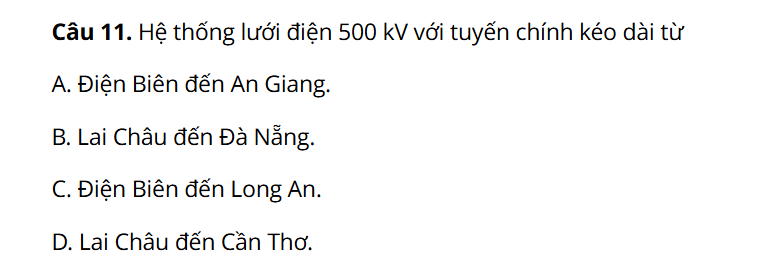 Câu 11. Hệ thống lưới điện 500 kV với tuyến chính kéo dài từ
A. Điện Biên đến An Giang.
B. Lai Châu đến Đà Nẵng.
C. Điện Biên đến Long An.
D. Lai Châu đến Cần Thơ.